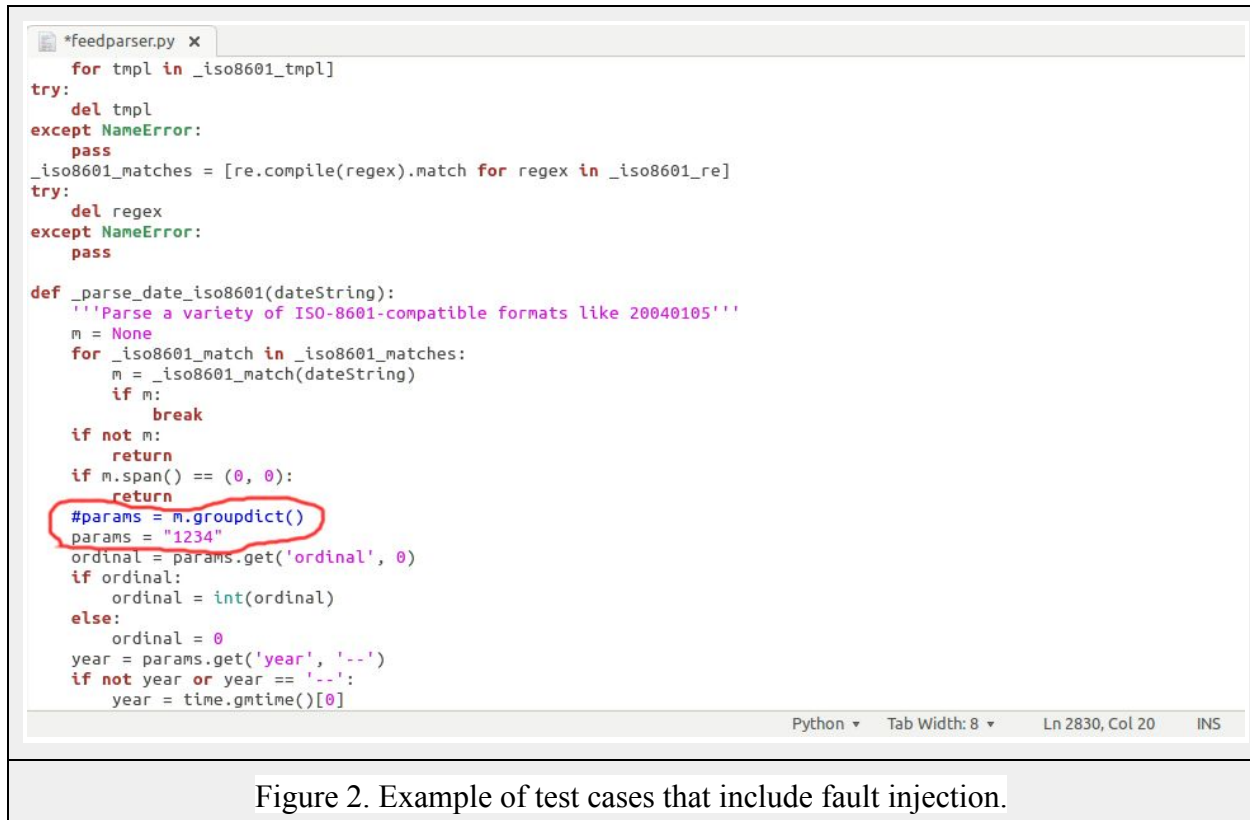 *feedparser.py x
    for tmpl in _iso8601_tmpl]
try:
    del tmpl
except NameError:
    pass
_iso8601_matches = [re.compile(regex).match for regex in _iso8601_re]
try:
    del regex
except NameError:
    pass

def _parse_date_iso8601(dateString):
    '''Parse a variety of ISO-8601-compatible formats like 20040105'''
    m = None
    for _iso8601_match in _iso8601_matches:
        m = _iso8601_match(dateString)
        if m:
            break
    if not m:
        return
    if m.span() == (0, 0):
        return
    #params = m.groupdict()
    params = "1234"
    ordinal = params.get('ordinal', 0)
    if ordinal:
        ordinal = int(ordinal)
    else:
        ordinal = 0
    year = params.get('year', '--')
    if not year or year == '--':
        year = time.gmtime()[0]
Python ▾ Tab Width: 8 ▾ Ln 2830, Col 20 INS
Figure 2. Example of test cases that include fault injection.